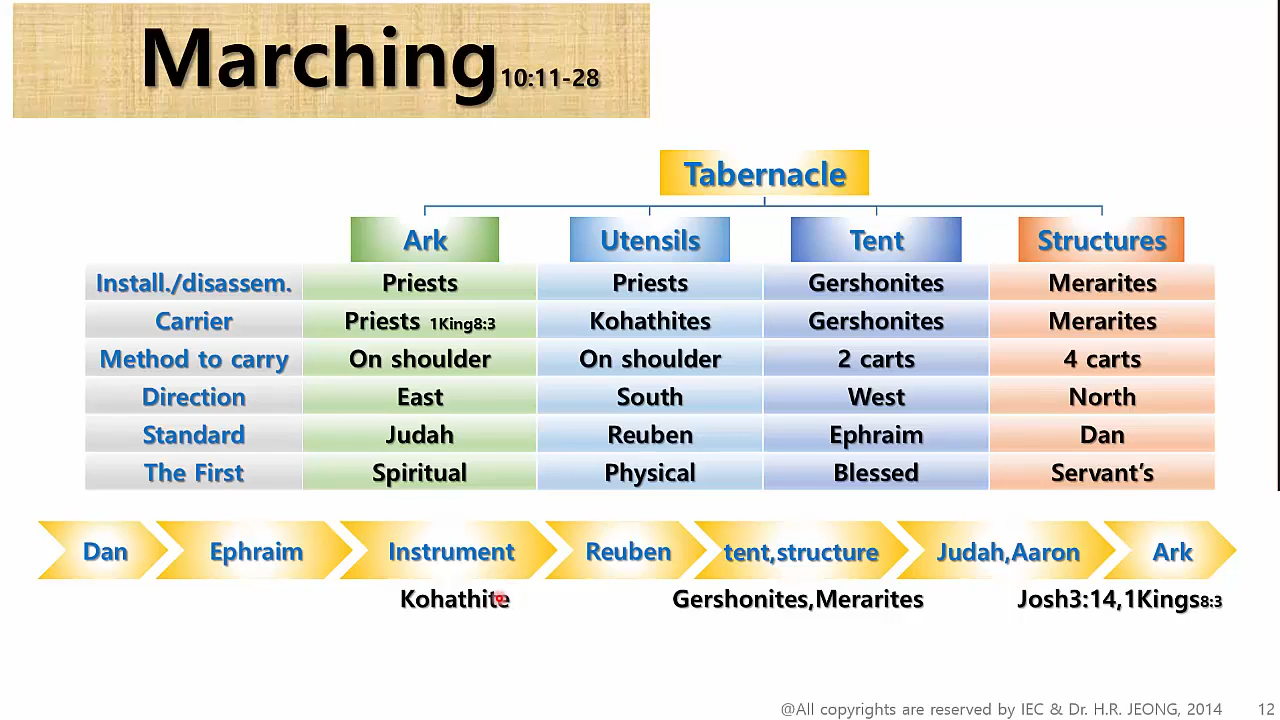 Marching 10:11-28
Tabernacle
Ark Utensils Tent Structures
Install./disassem. Priests Priests Gershonites Merarites
Carrier Priests 1King8:3 Kohathites Gershonites Merarites
Method to carry On shoulder On shoulder 2 carts 4 carts
Direction East South West North
Standard Judah Reuben Ephraim Dan
The First Spiritual Physical Blessed Servant’s
Dan Ephraim Instrument Reuben tent,structure Judah,Aaron Ark
Kohathite Gershonites,Merarites Josh3:14,1Kings8:3
@All copyrights are reserved by IEC & Dr. H.R. JEONG, 2014 12